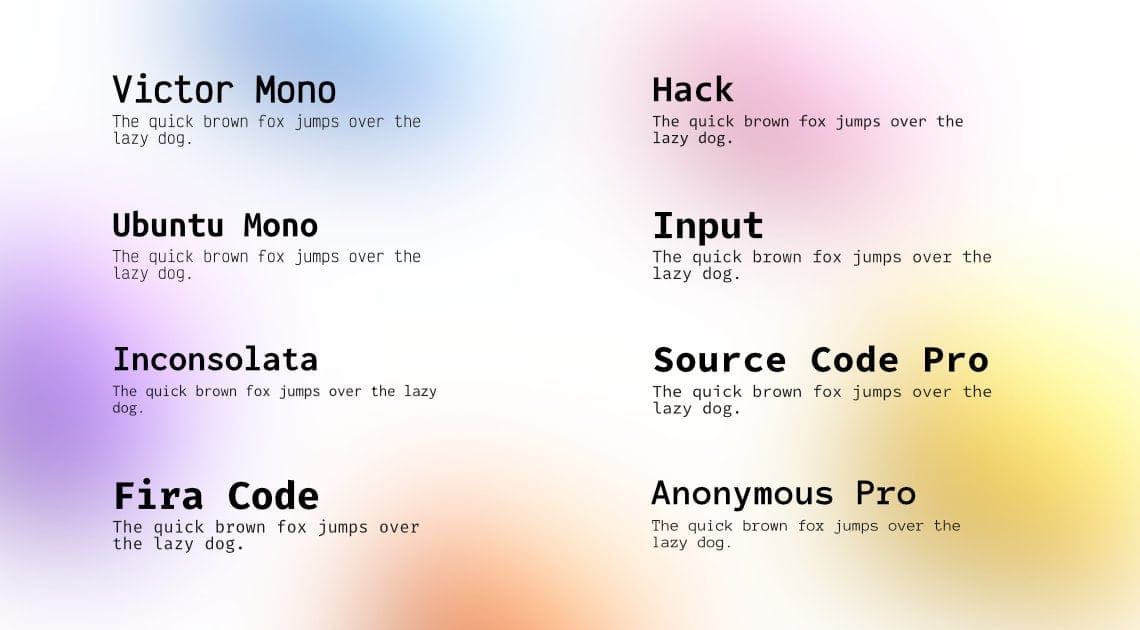 Victor Mono
The quick brown fox jumps over the
lazy dog.
Ubuntu Mono
The quick brown fox jumps over the
lazy dog.
Inconsolata
The quick brown fox jumps over the lazy
dog.
Fira Code
The quick brown fox jumps over
the lazy dog.
Hack
The quick brown fox jumps over the
lazy dog.
Input
The quick brown fox jumps over the
lazy dog.
Source Code Pro
The quick brown fox jumps over the
lazy dog.
Anonymous Pro
The quick brown fox jumps over the
lazy dog.